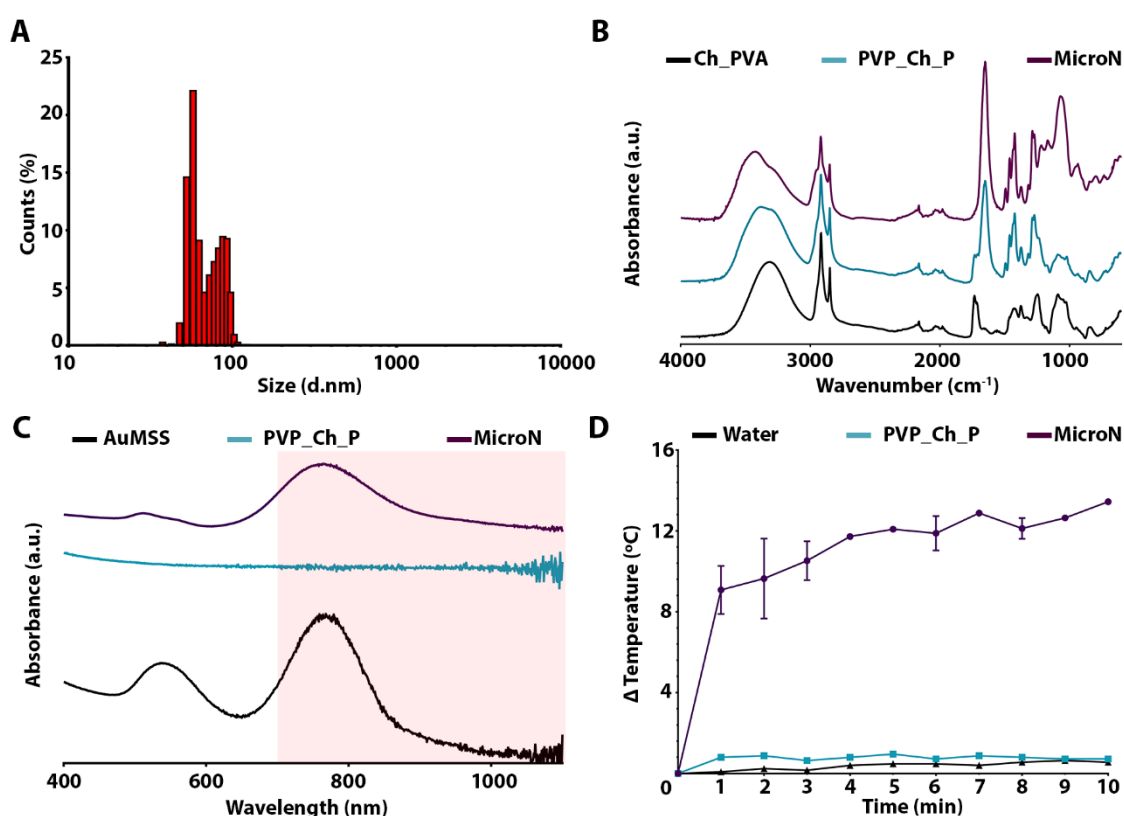 A
25
20
15
10
5
0
Counts (%)
10
100
1000
10000
Size (d.nm)
B
Ch_PVA
PVP_Ch_P
MicroN
Absorbance (a.u.)
4000
3000
2000
1000
Wavenumber (cm⁻¹)
C
AuMSS
PVP_Ch_P
MicroN
Absorbance (a.u.)
400
600
800
1000
Wavelength (nm)
D
Water
PVP_Ch_P
MicroN
16
12
8
4
0
Δ Temperature (ºC)
1
2
3
4
5
6
7
8
9
10
Time (min)